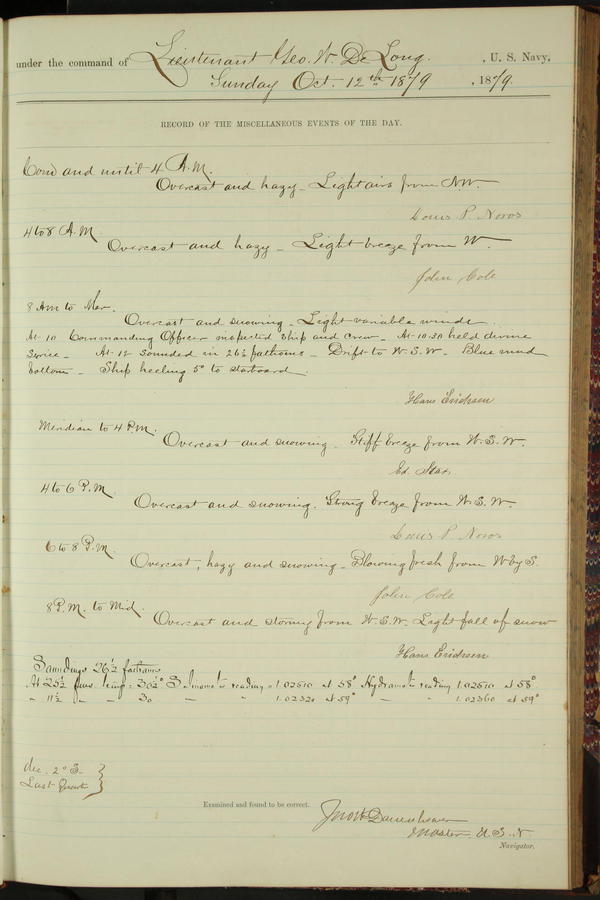 under the command of Lieutenant Geo. W. De Long. , U. S. Navy,
Sunday Oct. 12th 1879 , 1879.
RECORD OF THE MISCELLANEOUS EVENTS OF THE DAY.
Com'd and until 4 A.M.
Overcast and hazy - Light airs from NW.
Louis P. Noros
4 to 8 A.M.
Overcast and hazy - Light breeze from W.
John Cole
8 AM to Mer.
Overcast and snowing - Light variable winds.
At 10 Commanding Officer inspected ship and crew - At 10.30 held divine
Service - At 12 sounded in 26½ fathoms - Drift to W.S.W. Blue mud
bottom - Ship heeling 5° to starboard.
Hans Erichsen
Meridian to 4 P.M.
Overcast and snowing - Stiff breeze from W.S.W.
Ed. Star
4 to 6 P.M.
Overcast and snowing. Strong breeze from W.S.W.
Louis P. Noros
6 to 8 P.M.
Overcast, hazy and snowing - Blowing fresh from W by S.
John Cole
8 P.M. to Mid.
Overcast and storming from W.S.W. Light fall of snow
Hans Erichsen
Soundings 26½ fathoms
At 25½ fms temp = 30½° Salinometer reading = 1.02610 at 58° Hydrometer reading 1.02610 at 58°
" 11½ " " = 30 — " 1.02320 at 59° — " 1.02360 at 59°
dec. 2° S.
Last Quart
Examined and found to be correct.
Jno W Danenhower
Master, U.S.N.
Navigator.